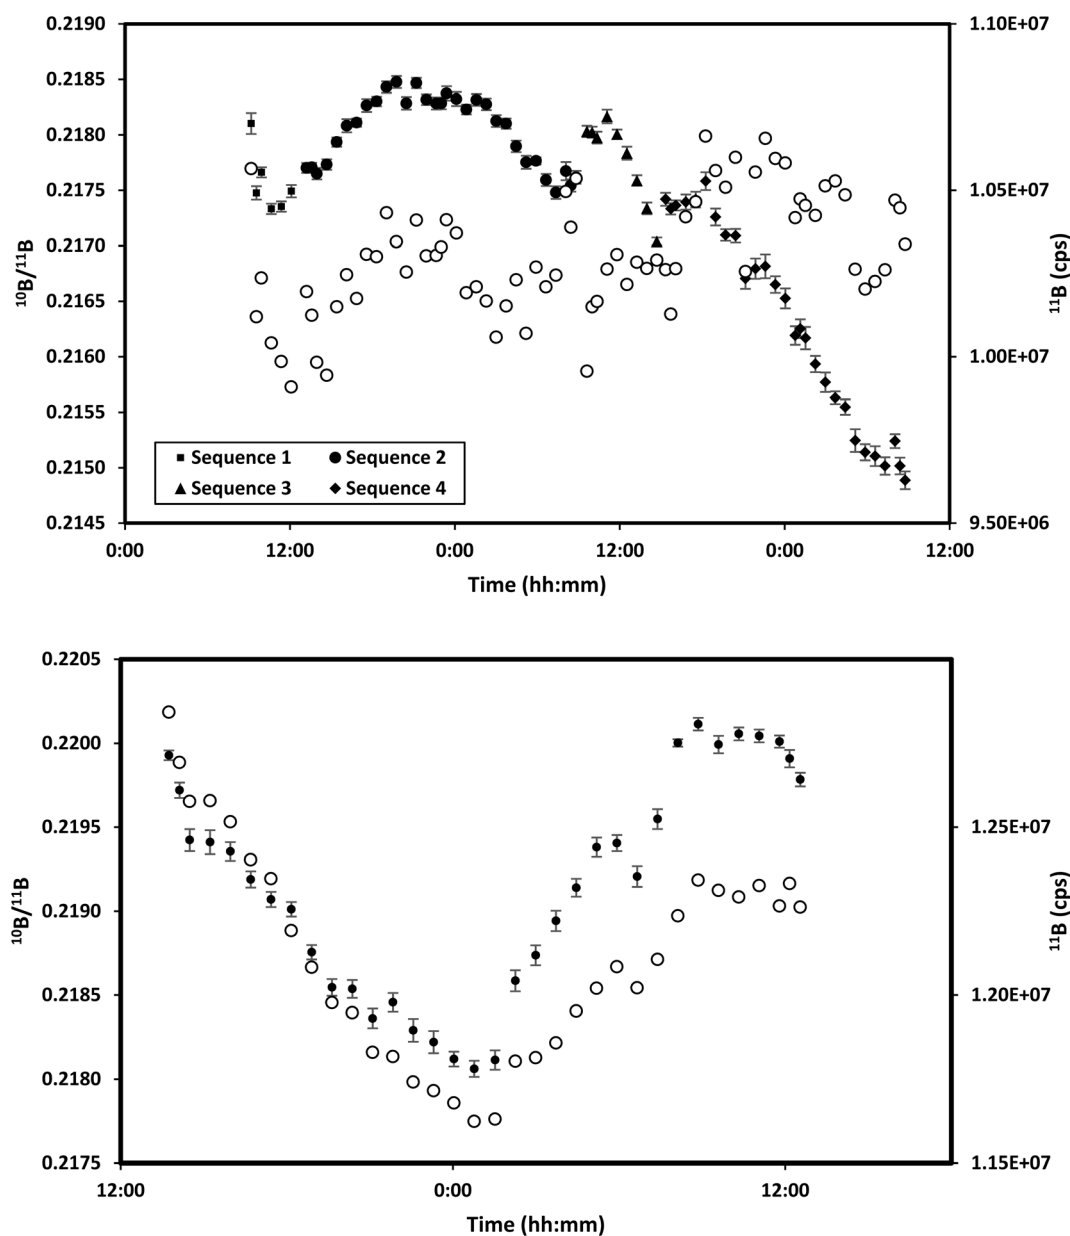 0.2190
0.2185
0.2180
0.2175
0.2170
0.2165
0.2160
0.2155
0.2150
0.2145
¹⁰B/¹¹B
1.10E+07
1.05E+07
1.00E+07
9.50E+06
¹¹B (cps)
Sequence 1 Sequence 2
Sequence 3 Sequence 4
0:00 12:00 0:00 12:00 0:00 12:00
Time (hh:mm)
0.2205
0.2200
0.2195
0.2190
0.2185
0.2180
0.2175
¹⁰B/¹¹B
1.25E+07
1.20E+07
1.15E+07
¹¹B (cps)
12:00 0:00 12:00
Time (hh:mm)